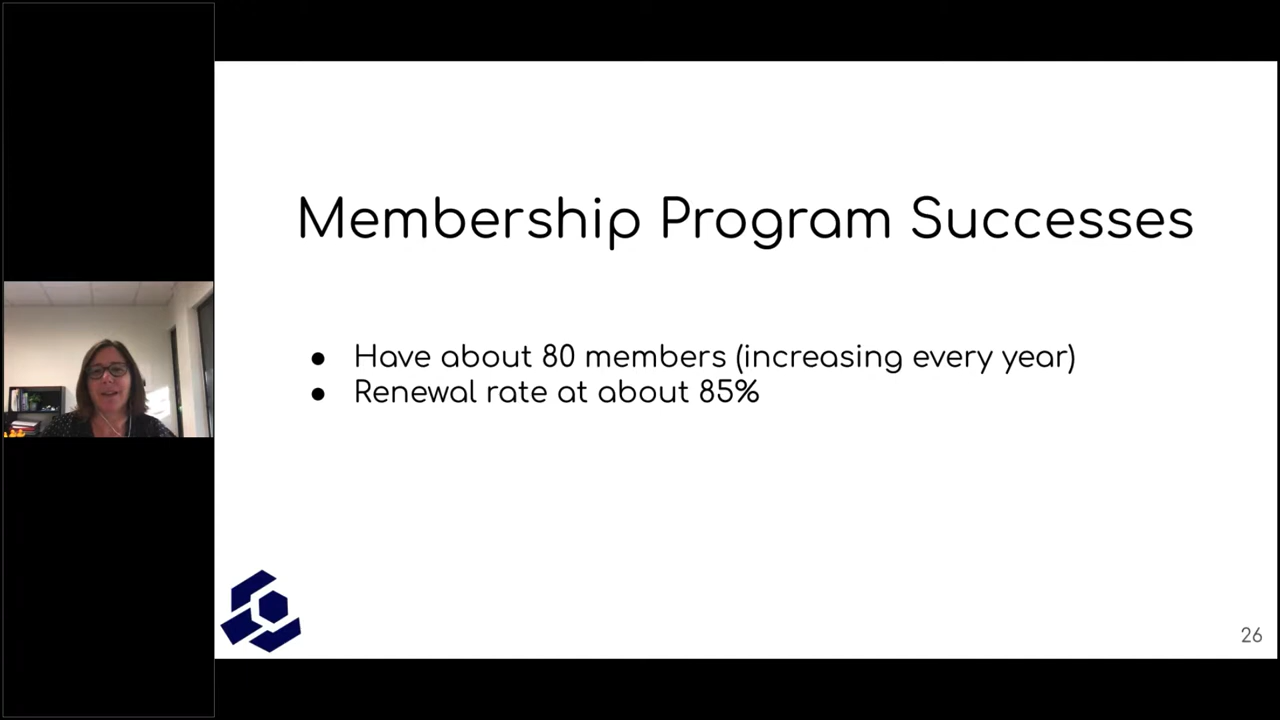 Membership Program Successes
● Have about 80 members (increasing every year)
● Renewal rate at about 85%
26